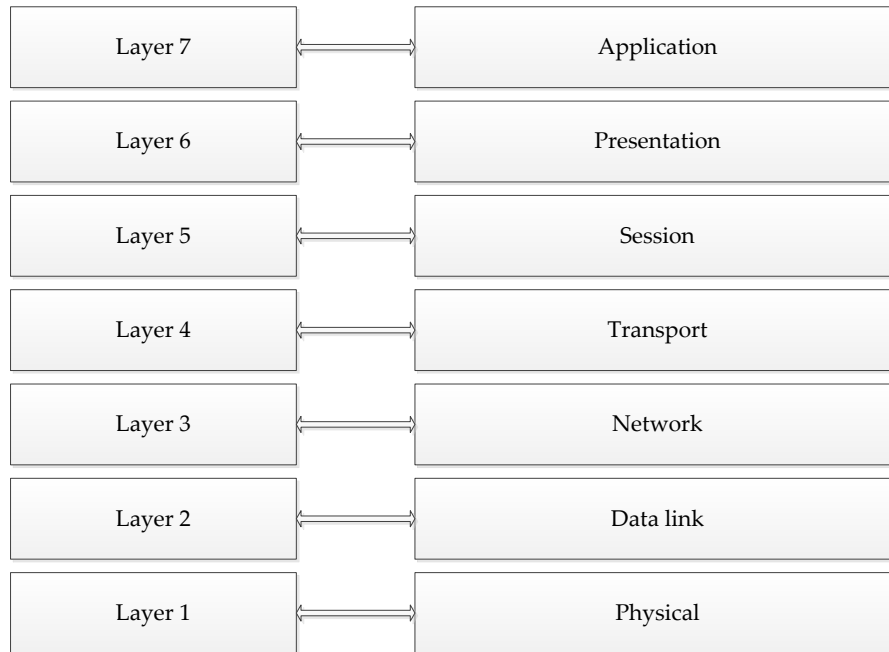 Layer 7
Application
Layer 6
Presentation
Layer 5
Session
Layer 4
Transport
Layer 3
Network
Layer 2
Data link
Layer 1
Physical